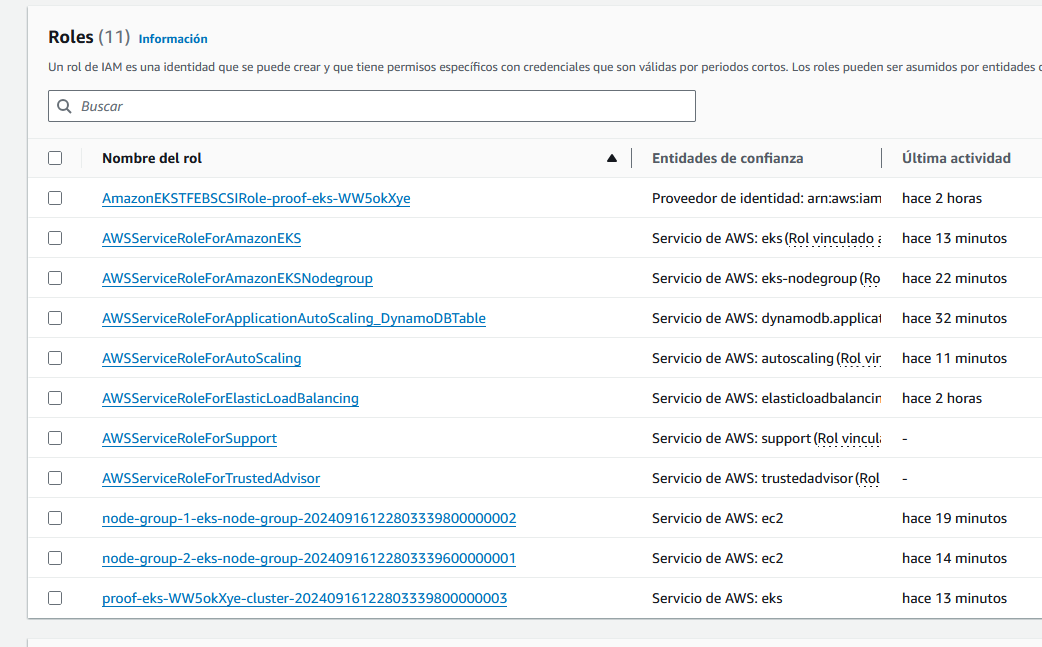 Roles (11) Información
Un rol de IAM es una identidad que se puede crear y que tiene permisos específicos con credenciales que son válidas por periodos cortos. Los roles pueden ser asumidos por entidades
Buscar
Nombre del rol Entidades de confianza Última actividad
AmazonEKSTFEBSCSIRole-proof-eks-WW5okXye Proveedor de identidad: arn:aws:iam hace 2 horas
AWSServiceRoleForAmazonEKS Servicio de AWS: eks (Rol vinculado a hace 13 minutos
AWSServiceRoleForAmazonEKSNodegroup Servicio de AWS: eks-nodegroup (Ro hace 22 minutos
AWSServiceRoleForApplicationAutoScaling_DynamoDBTable Servicio de AWS: dynamodb.applicat hace 32 minutos
AWSServiceRoleForAutoScaling Servicio de AWS: autoscaling (Rol vin hace 11 minutos
AWSServiceRoleForElasticLoadBalancing Servicio de AWS: elasticloadbalancin hace 2 horas
AWSServiceRoleForSupport Servicio de AWS: support (Rol vincula -
AWSServiceRoleForTrustedAdvisor Servicio de AWS: trustedadvisor (Rol -
node-group-1-eks-node-group-20240916122803339800000002 Servicio de AWS: ec2 hace 19 minutos
node-group-2-eks-node-group-20240916122803339600000001 Servicio de AWS: ec2 hace 14 minutos
proof-eks-WW5okXye-cluster-20240916122803339800000003 Servicio de AWS: eks hace 13 minutos